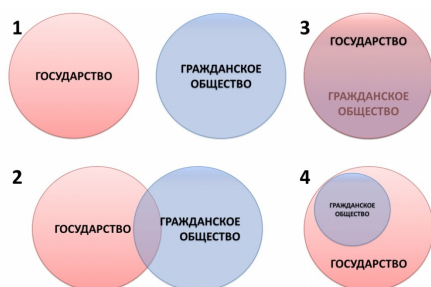 1
ГОСУДАРСТВО
ГРАЖДАНСКОЕ
ОБЩЕСТВО
3
ГОСУДАРСТВО
ГРАЖДАНСКОЕ
ОБЩЕСТВО
2
ГОСУДАРСТВО
ГРАЖДАНСКОЕ
ОБЩЕСТВО
4
ГРАЖДАНСКОЕ
ОБЩЕСТВО
ГОСУДАРСТВО